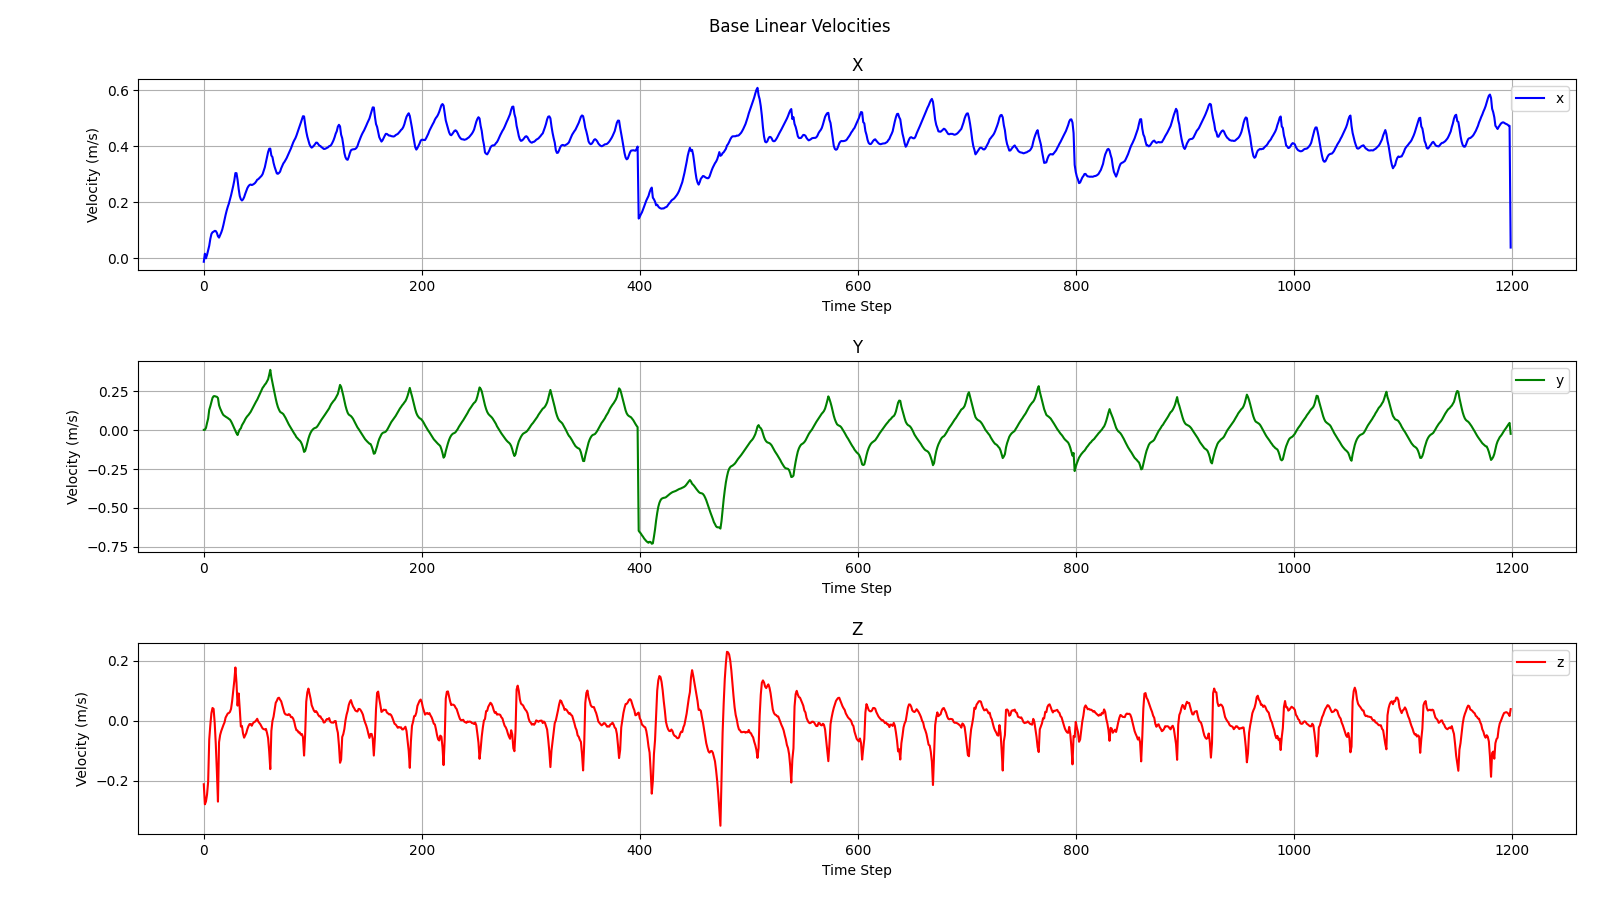 Base Linear Velocities
X
Velocity (m/s)
0.6
0.4
0.2
0.0
x
0 200 400 600 800 1000 1200
Time Step
Y
Velocity (m/s)
0.25
0.00
−0.25
−0.50
−0.75
y
0 200 400 600 800 1000 1200
Time Step
Z
Velocity (m/s)
0.2
0.0
−0.2
z
0 200 400 600 800 1000 1200
Time Step